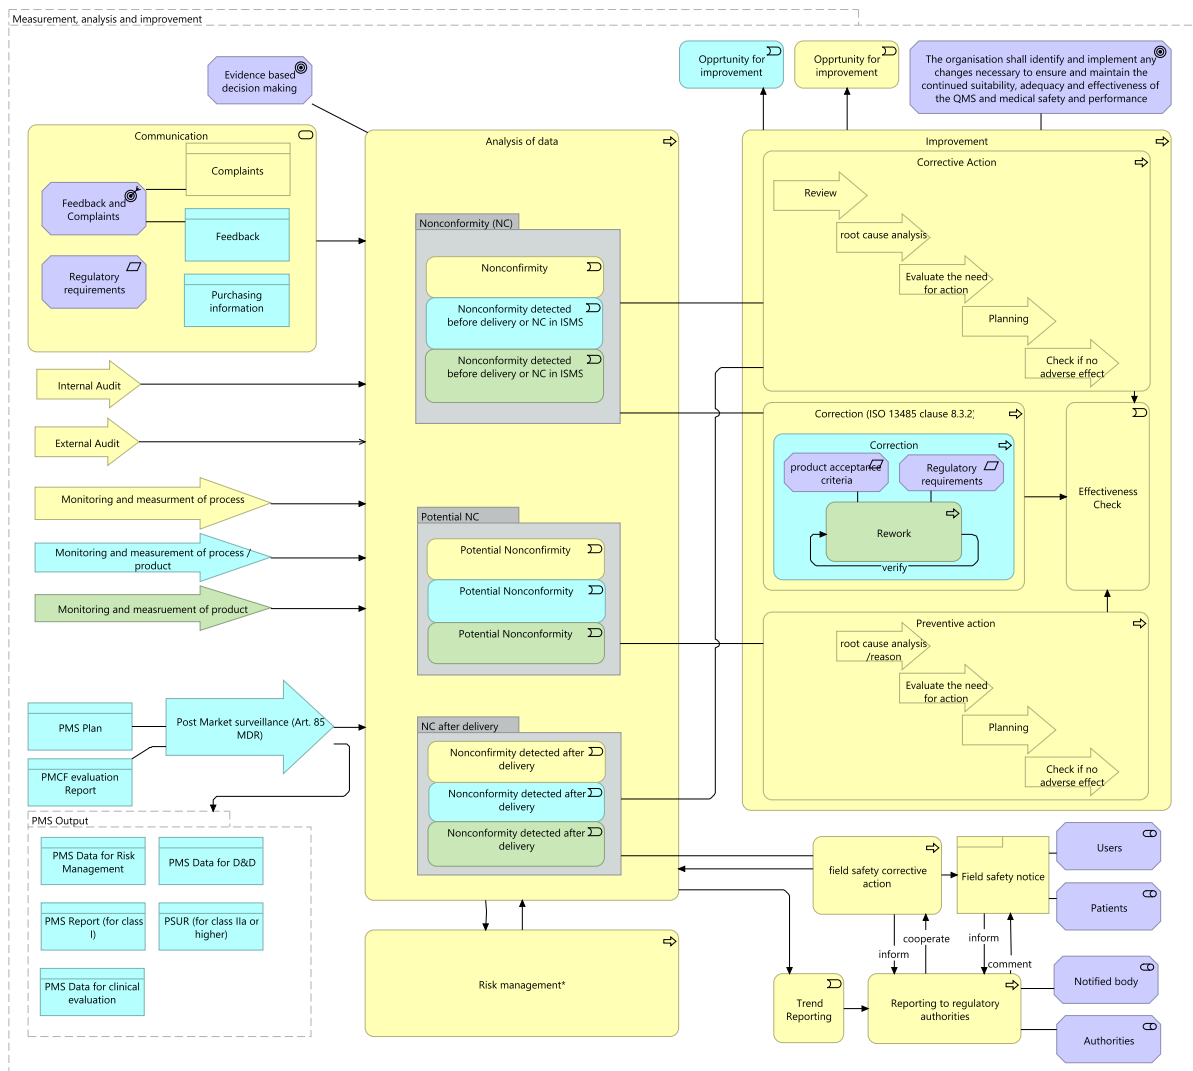 Measurement, analysis and improvement
Evidence based
decision making
Opprtunity for
improvement
Opprtunity for
improvement
The organisation shall identify and implement any
changes necessary to ensure and maintain the
continued suitability, adequacy and effectiveness of
the QMS and medical safety and performance
Communication
Complaints
Feedback and
Complaints
Feedback
Regulatory
requirements
Purchasing
information
Internal Audit
External Audit
Monitoring and measurment of process
Monitoring and measurement of process /
product
Monitoring and measruement of product
PMS Plan
PMCF evaluation
Report
Post Market surveillance (Art. 85
MDR)
PMS Output
PMS Data for Risk
Management
PMS Data for D&D
PMS Report (for class
I)
PSUR (for class IIa or
higher)
PMS Data for clinical
evaluation
Analysis of data
Nonconformity (NC)
Nonconfirmity
Nonconformity detected
before delivery or NC in ISMS
Nonconformity detected
before delivery or NC in ISMS
Potential NC
Potential Nonconfirmity
Potential Nonconformity
Potential Nonconformity
NC after delivery
Nonconfirmity detected after
delivery
Nonconformity detected after
delivery
Nonconformity detected after
delivery
Risk management*
Improvement
Corrective Action
Review
root cause analysis
Evaluate the need
for action
Planning
Check if no
adverse effect
Correction (ISO 13485 clause 8.3.2)
Correction
product acceptance
criteria
Regulatory
requirements
Rework
verify
Effectiveness
Check
Preventive action
root cause analysis
/reason
Evaluate the need
for action
Planning
Check if no
adverse effect
field safety corrective
action
Field safety notice
Users
Patients
inform
cooperate
inform
comment
Trend
Reporting
Reporting to regulatory
authorities
Notified body
Authorities